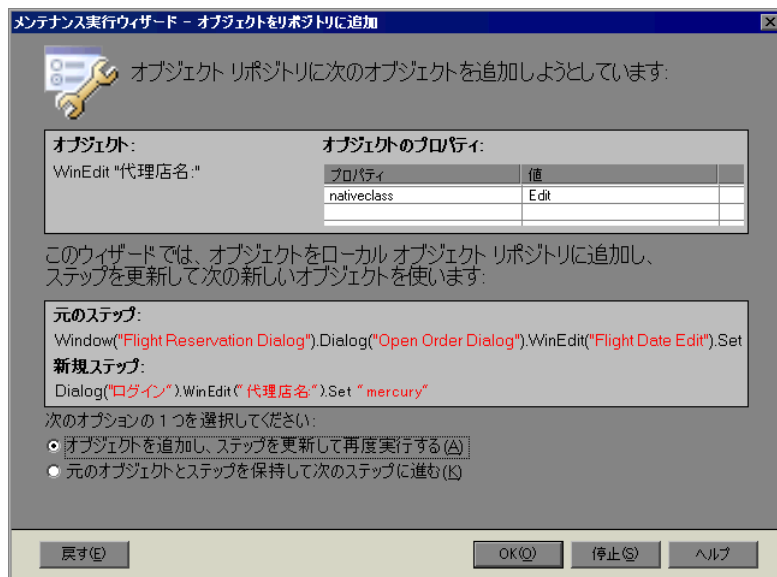 メンテナンス実行ウィザード - オブジェクトをリポジトリに追加
オブジェクト リポジトリに次のオブジェクトを追加しようとしています:
オブジェクト:
WinEdit "代理店名:"
オブジェクトのプロパティ:
プロパティ 値
nativeclass Edit
このウィザードでは、オブジェクトをローカル オブジェクト リポジトリに追加し、
ステップを更新して次の新しいオブジェクトを使います:
元のステップ:
Window("Flight Reservation Dialog").Dialog("Open Order Dialog").WinEdit("Flight Date Edit").Set
新規ステップ:
Dialog("ログイン").WinEdit("代理店名:").Set "mercury"
次のオプションの 1 つを選択してください:
オブジェクトを追加し、ステップを更新して再度実行する(A)
元のオブジェクトとステップを保持して次のステップに進む(K)
戻す(E) OK(O) 停止(S) ヘルプ